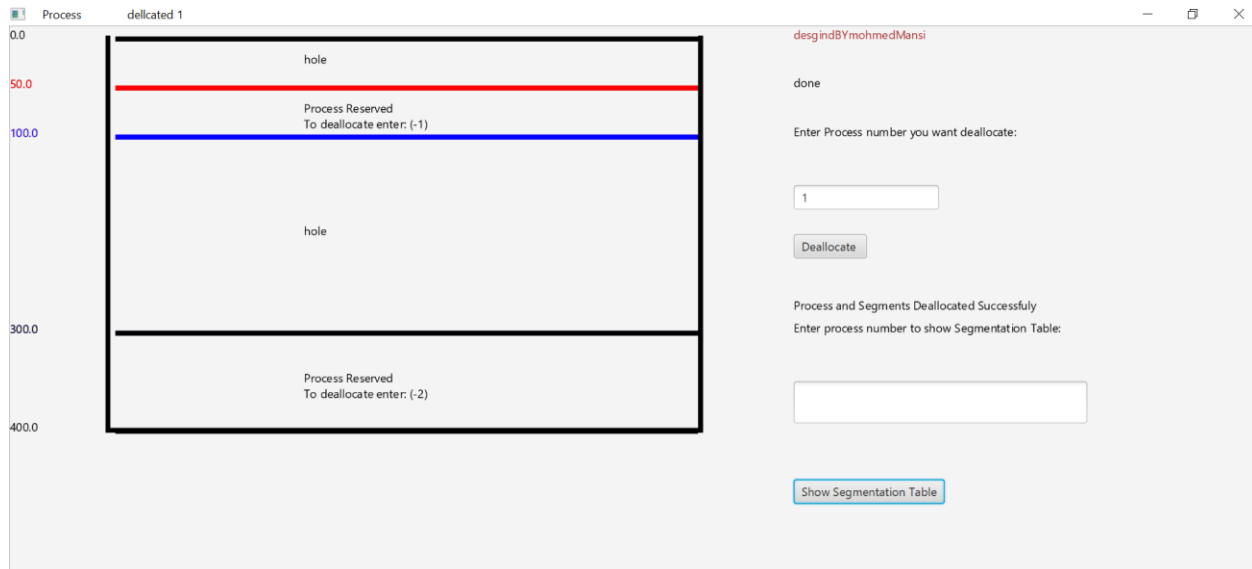 Process dellcated 1
0.0
hole
50.0
Process Reserved
To deallocate enter: (-1)
100.0
hole
300.0
Process Reserved
To deallocate enter: (-2)
400.0
desgindBYmohmedMansi
done
Enter Process number you want deallocate:
1
Deallocate
Process and Segments Deallocated Successfuly
Enter process number to show Segmentation Table:
Show Segmentation Table